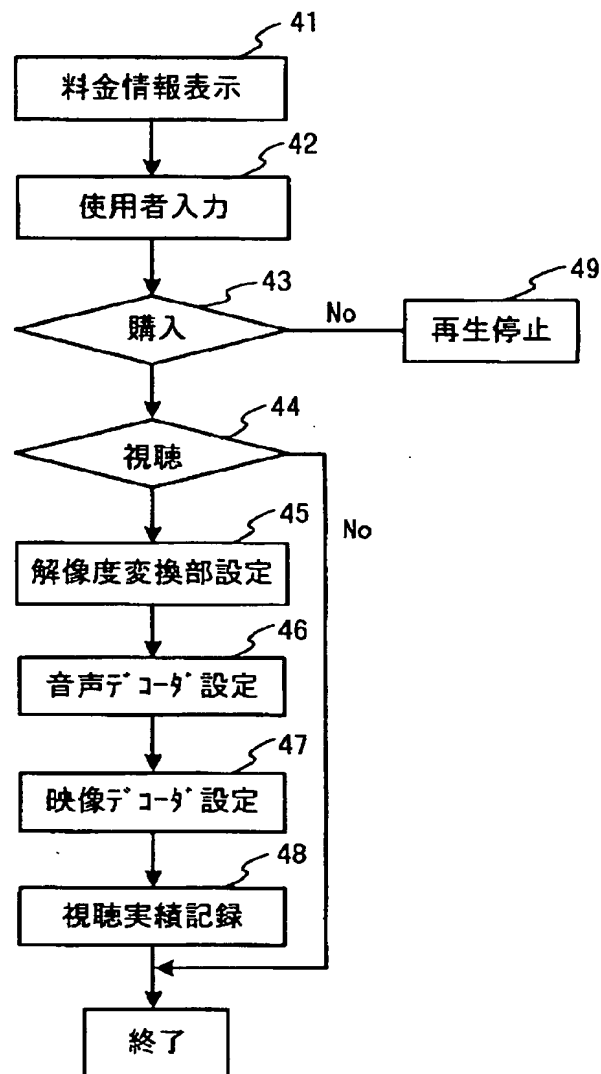 41
料金情報表示
42
使用者入力
43
購入
No
49
再生停止
44
視聴
No
45
解像度変換部設定
46
音声デコーダ設定
47
映像デコーダ設定
48
視聴実績記録
終了